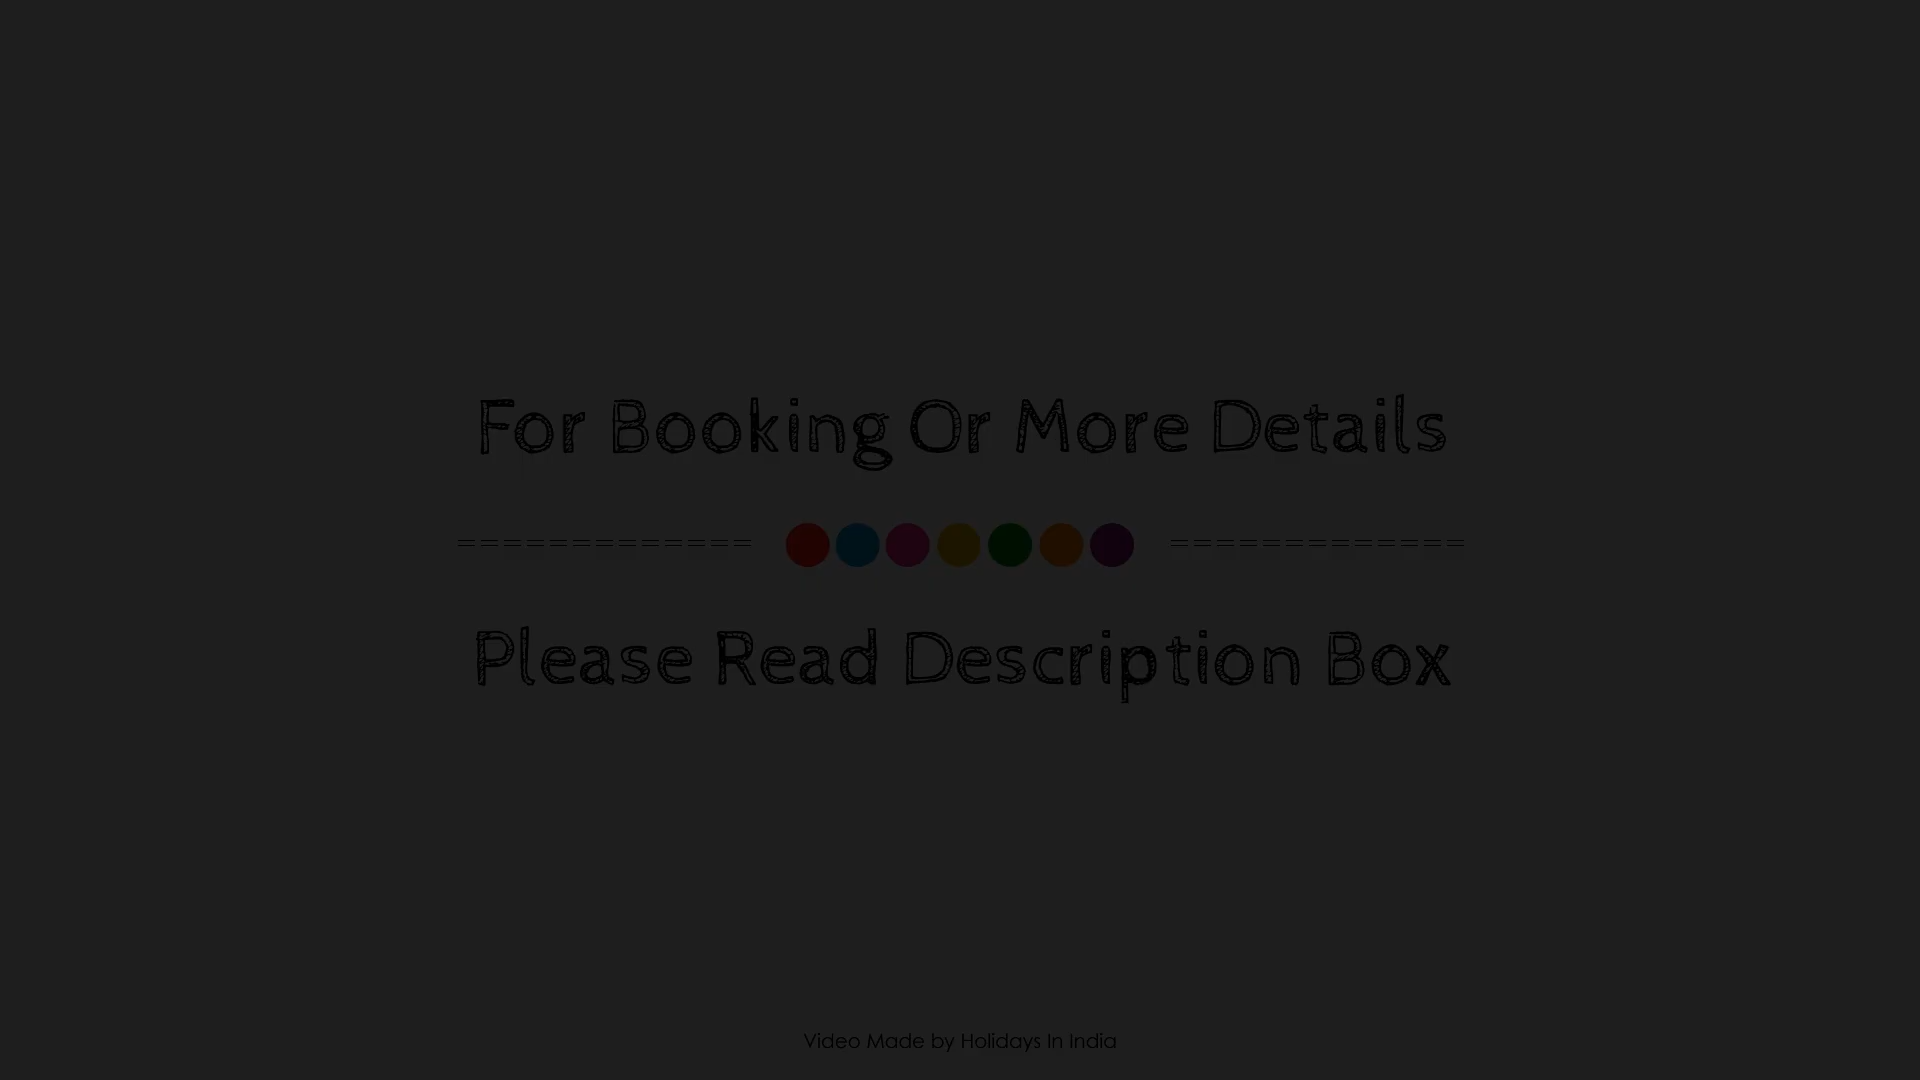 For Booking Or More Details
============= =============
Please Read Description Box
Video Made by Holidays In India